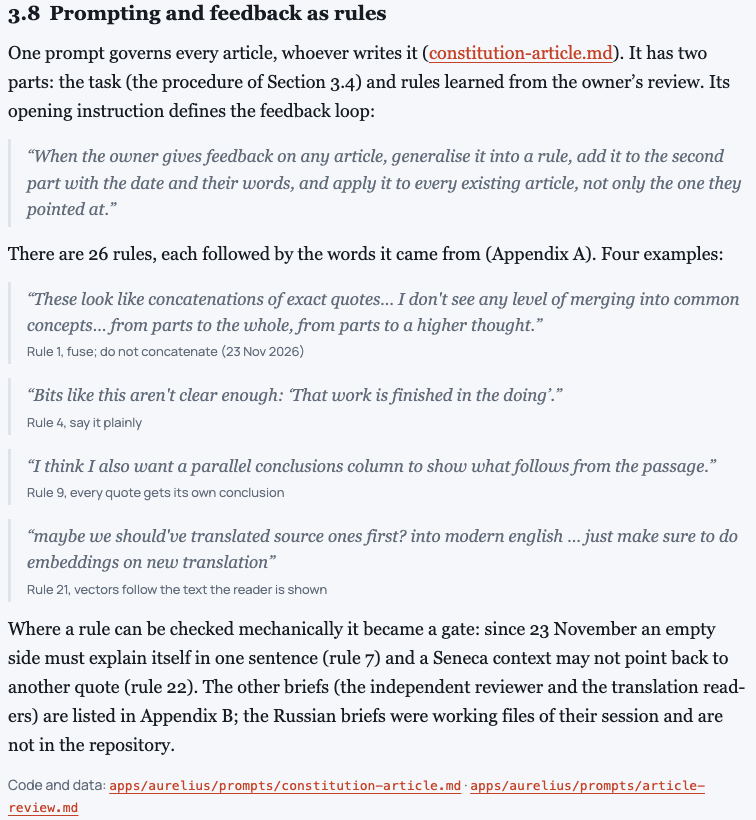 3.8 Prompting and feedback as rules
One prompt governs every article, whoever writes it (constitution-article.md). It has two
parts: the task (the procedure of Section 3.4) and rules learned from the owner’s review. Its
opening instruction defines the feedback loop:
“When the owner gives feedback on any article, generalise it into a rule, add it to the second
part with the date and their words, and apply it to every existing article, not only the one they
pointed at.”
There are 26 rules, each followed by the words it came from (Appendix A). Four examples:
“These look like concatenations of exact quotes... I don't see any level of merging into common
concepts... from parts to the whole, from parts to a higher thought.”
Rule 1, fuse; do not concatenate (23 Nov 2026)
“Bits like this aren't clear enough: ‘That work is finished in the doing’.”
Rule 4, say it plainly
“I think I also want a parallel conclusions column to show what follows from the passage.”
Rule 9, every quote gets its own conclusion
“maybe we should've translated source ones first? into modern english ... just make sure to do
embeddings on new translation”
Rule 21, vectors follow the text the reader is shown
Where a rule can be checked mechanically it became a gate: since 23 November an empty
side must explain itself in one sentence (rule 7) and a Seneca context may not point back to
another quote (rule 22). The other briefs (the independent reviewer and the translation read-
ers) are listed in Appendix B; the Russian briefs were working files of their session and are
not in the repository.
Code and data: apps/aurelius/prompts/constitution-article.md · apps/aurelius/prompts/article-
review.md